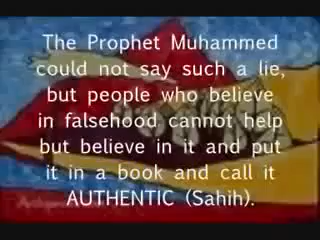 The Prophet Muhammed
could not say such a lie,
but people who believe
in falsehood cannot help
but believe in it and put
it in a book and call it
AUTHENTIC (Sahih).